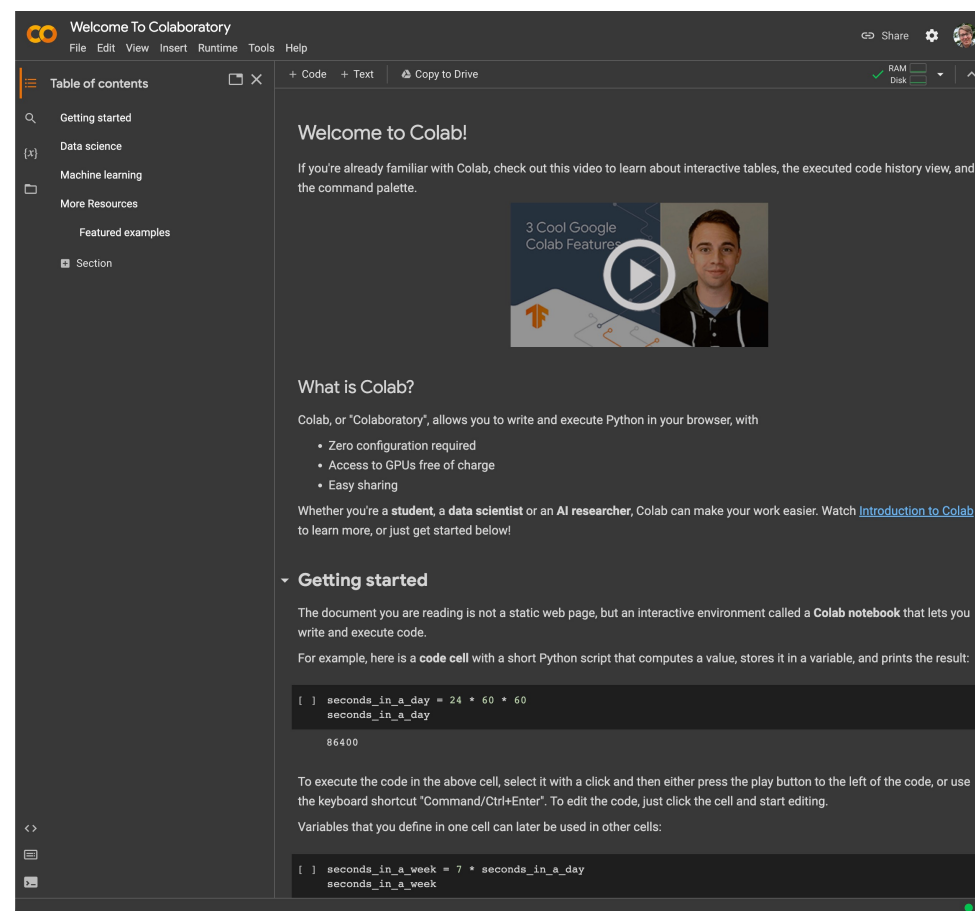 Welcome To Colaboratory
File Edit View Insert Runtime Tools Help
Share
Table of contents
Getting started
Data science
Machine learning
More Resources
Featured examples
Section
+ Code + Text Copy to Drive
RAM
Disk
Welcome to Colab!
If you're already familiar with Colab, check out this video to learn about interactive tables, the executed code history view, and
the command palette.
3 Cool Google
Colab Features
What is Colab?
Colab, or "Colaboratory", allows you to write and execute Python in your browser, with
• Zero configuration required
• Access to GPUs free of charge
• Easy sharing
Whether you're a student, a data scientist or an AI researcher, Colab can make your work easier. Watch Introduction to Colab
to learn more, or just get started below!
Getting started
The document you are reading is not a static web page, but an interactive environment called a Colab notebook that lets you
write and execute code.
For example, here is a code cell with a short Python script that computes a value, stores it in a variable, and prints the result:
[ ] seconds_in_a_day = 24 * 60 * 60
seconds_in_a_day
86400
To execute the code in the above cell, select it with a click and then either press the play button to the left of the code, or use
the keyboard shortcut "Command/Ctrl+Enter". To edit the code, just click the cell and start editing.
Variables that you define in one cell can later be used in other cells:
[ ] seconds_in_a_week = 7 * seconds_in_a_day
seconds_in_a_week